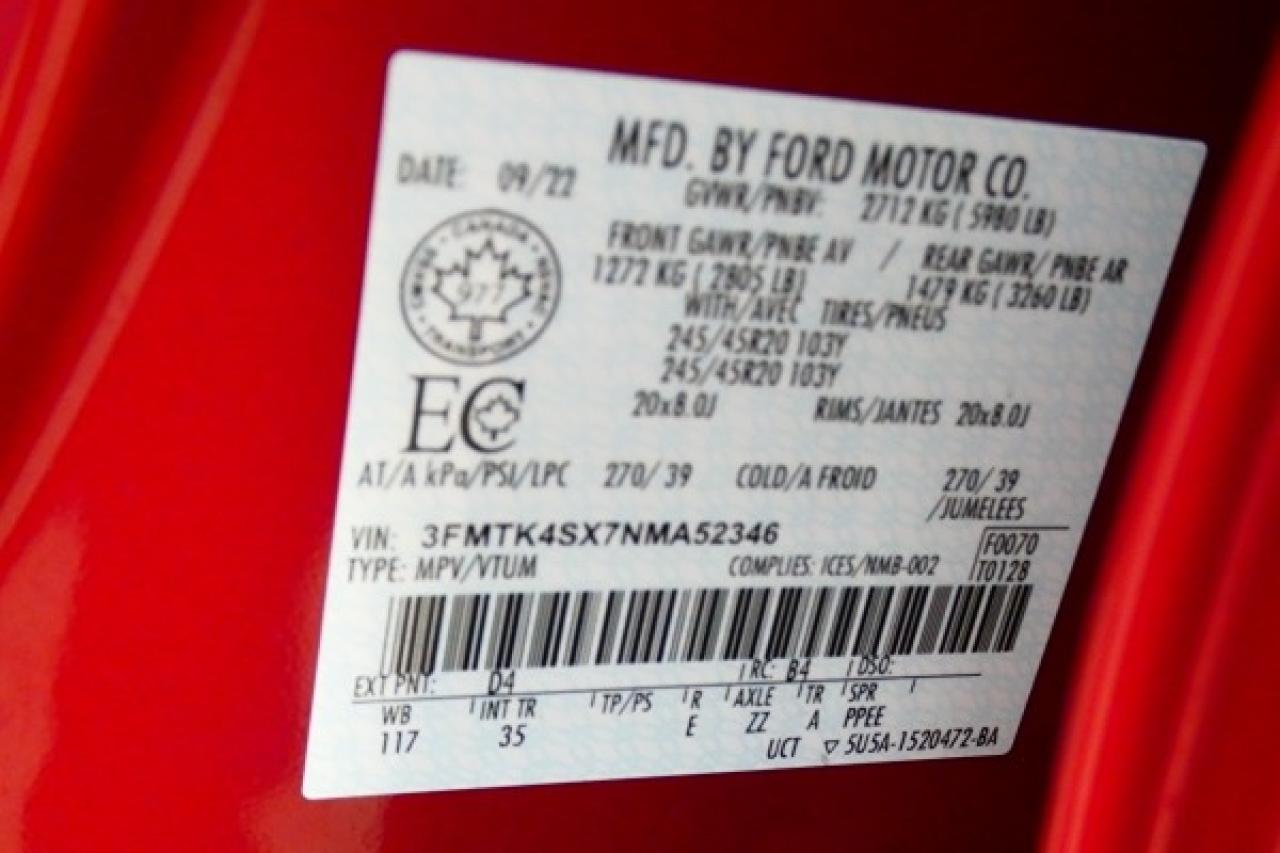 MFD. BY FORD MOTOR CO.
DATE: 09/22
GVWR/PNBV: 2712 KG ( 5980 LB)
FRONT GAWR/PNBE AV / REAR GAWR/ PNBE AR
1272 KG ( 2805 LB) 1479 KG ( 3260 LB)
WITH/AVEC TIRES/PNEUS
245/45R20 103Y
245/45R20 103Y
20x8.0J RIMS/JANTES 20x8.0J
CANADA
TRANSPORT
977
EC
AT/A kPa/PSI/LPC 270/ 39 COLD/A FROID 270/ 39
/JUMELEES
VIN: 3FMTK4SX7NMA52346
F0070
TYPE: MPV/VTUM COMPLIES: ICES/NMB-002 T0128
EXT PNT: D4 RC: B4 DSO:
WB INT TR TP/PS R AXLE TR SPR
117 35 E ZZ A PPEE
UCT ▽ 5U5A-1520472-BA